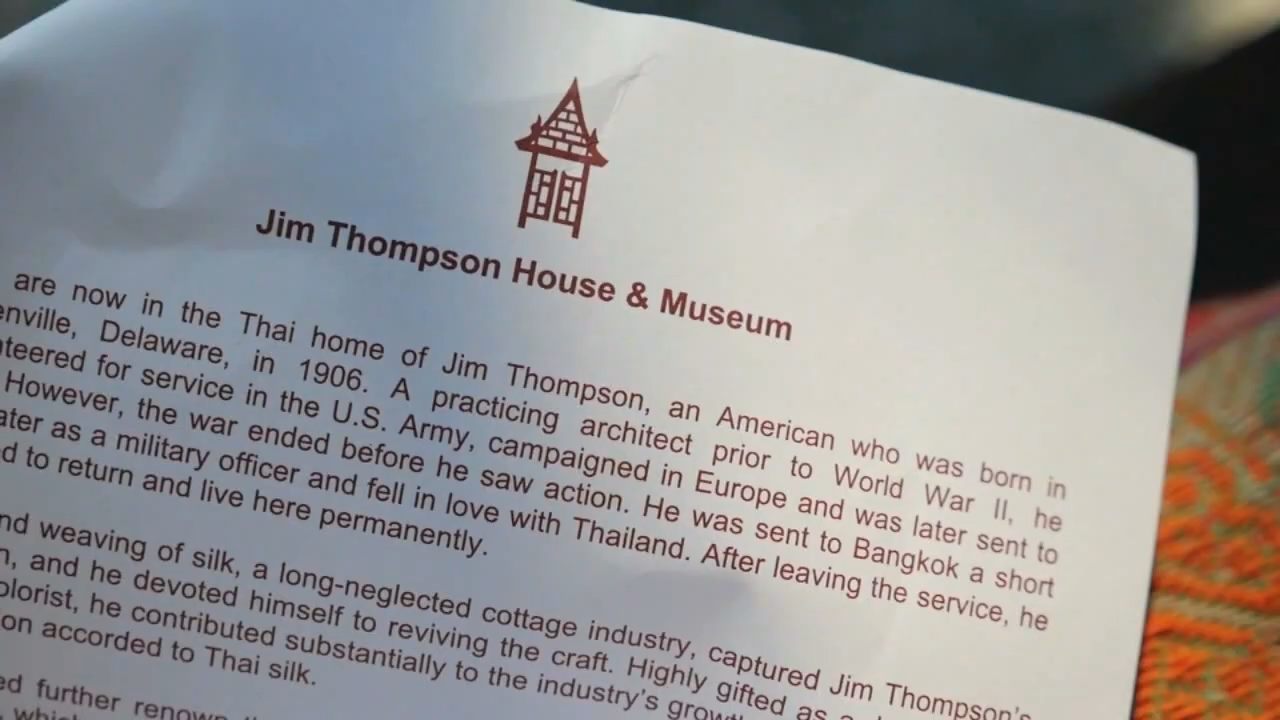 Jim Thompson House & Museum
are now in the Thai home of Jim Thompson, an American who was born in
enville, Delaware, in 1906. A practicing architect prior to World War II, he
teered for service in the U.S. Army, campaigned in Europe and was later sent to
However, the war ended before he saw action. He was sent to Bangkok a short
ater as a military officer and fell in love with Thailand. After leaving the service, he
d to return and live here permanently.
nd weaving of silk, a long-neglected cottage industry, captured Jim Thompson's
n, and he devoted himself to reviving the craft. Highly gifted as a
olorist, he contributed substantially to the industry's growth
on accorded to Thai silk.
ed further renown
which